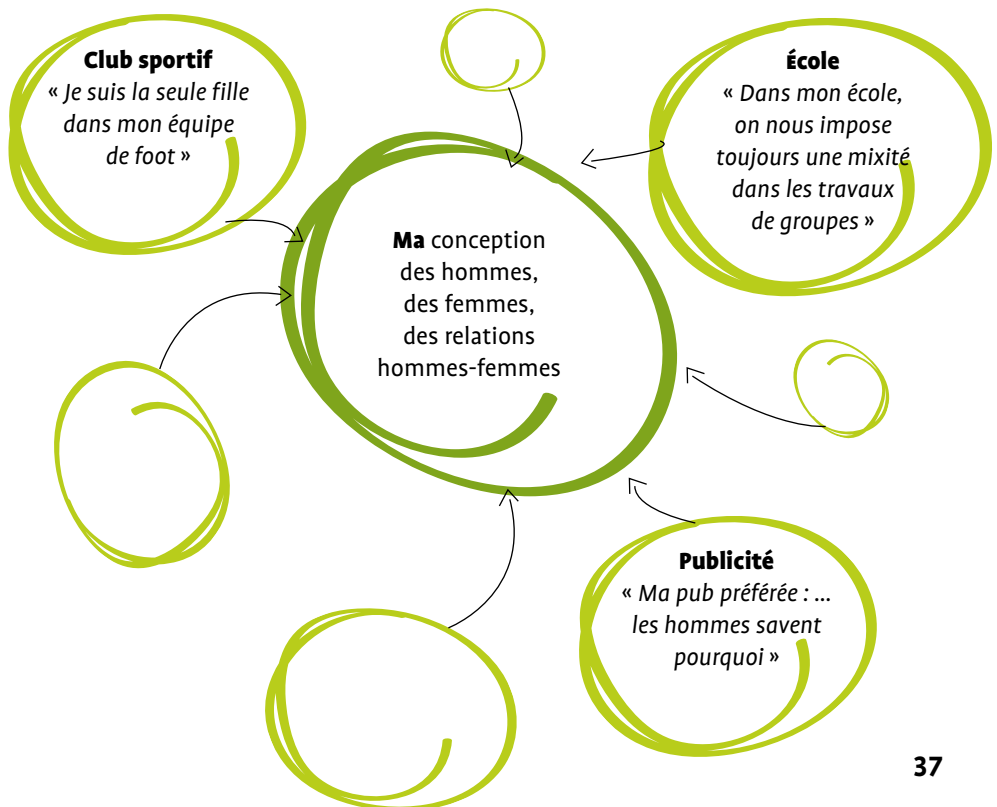 Club sportif
« Je suis la seule fille
dans mon équipe
de foot »
École
« Dans mon école,
on nous impose
toujours une mixité
dans les travaux
de groupes »
Ma conception
des hommes,
des femmes,
des relations
hommes-femmes
Publicité
« Ma pub préférée : ...
les hommes savent
pourquoi »
37